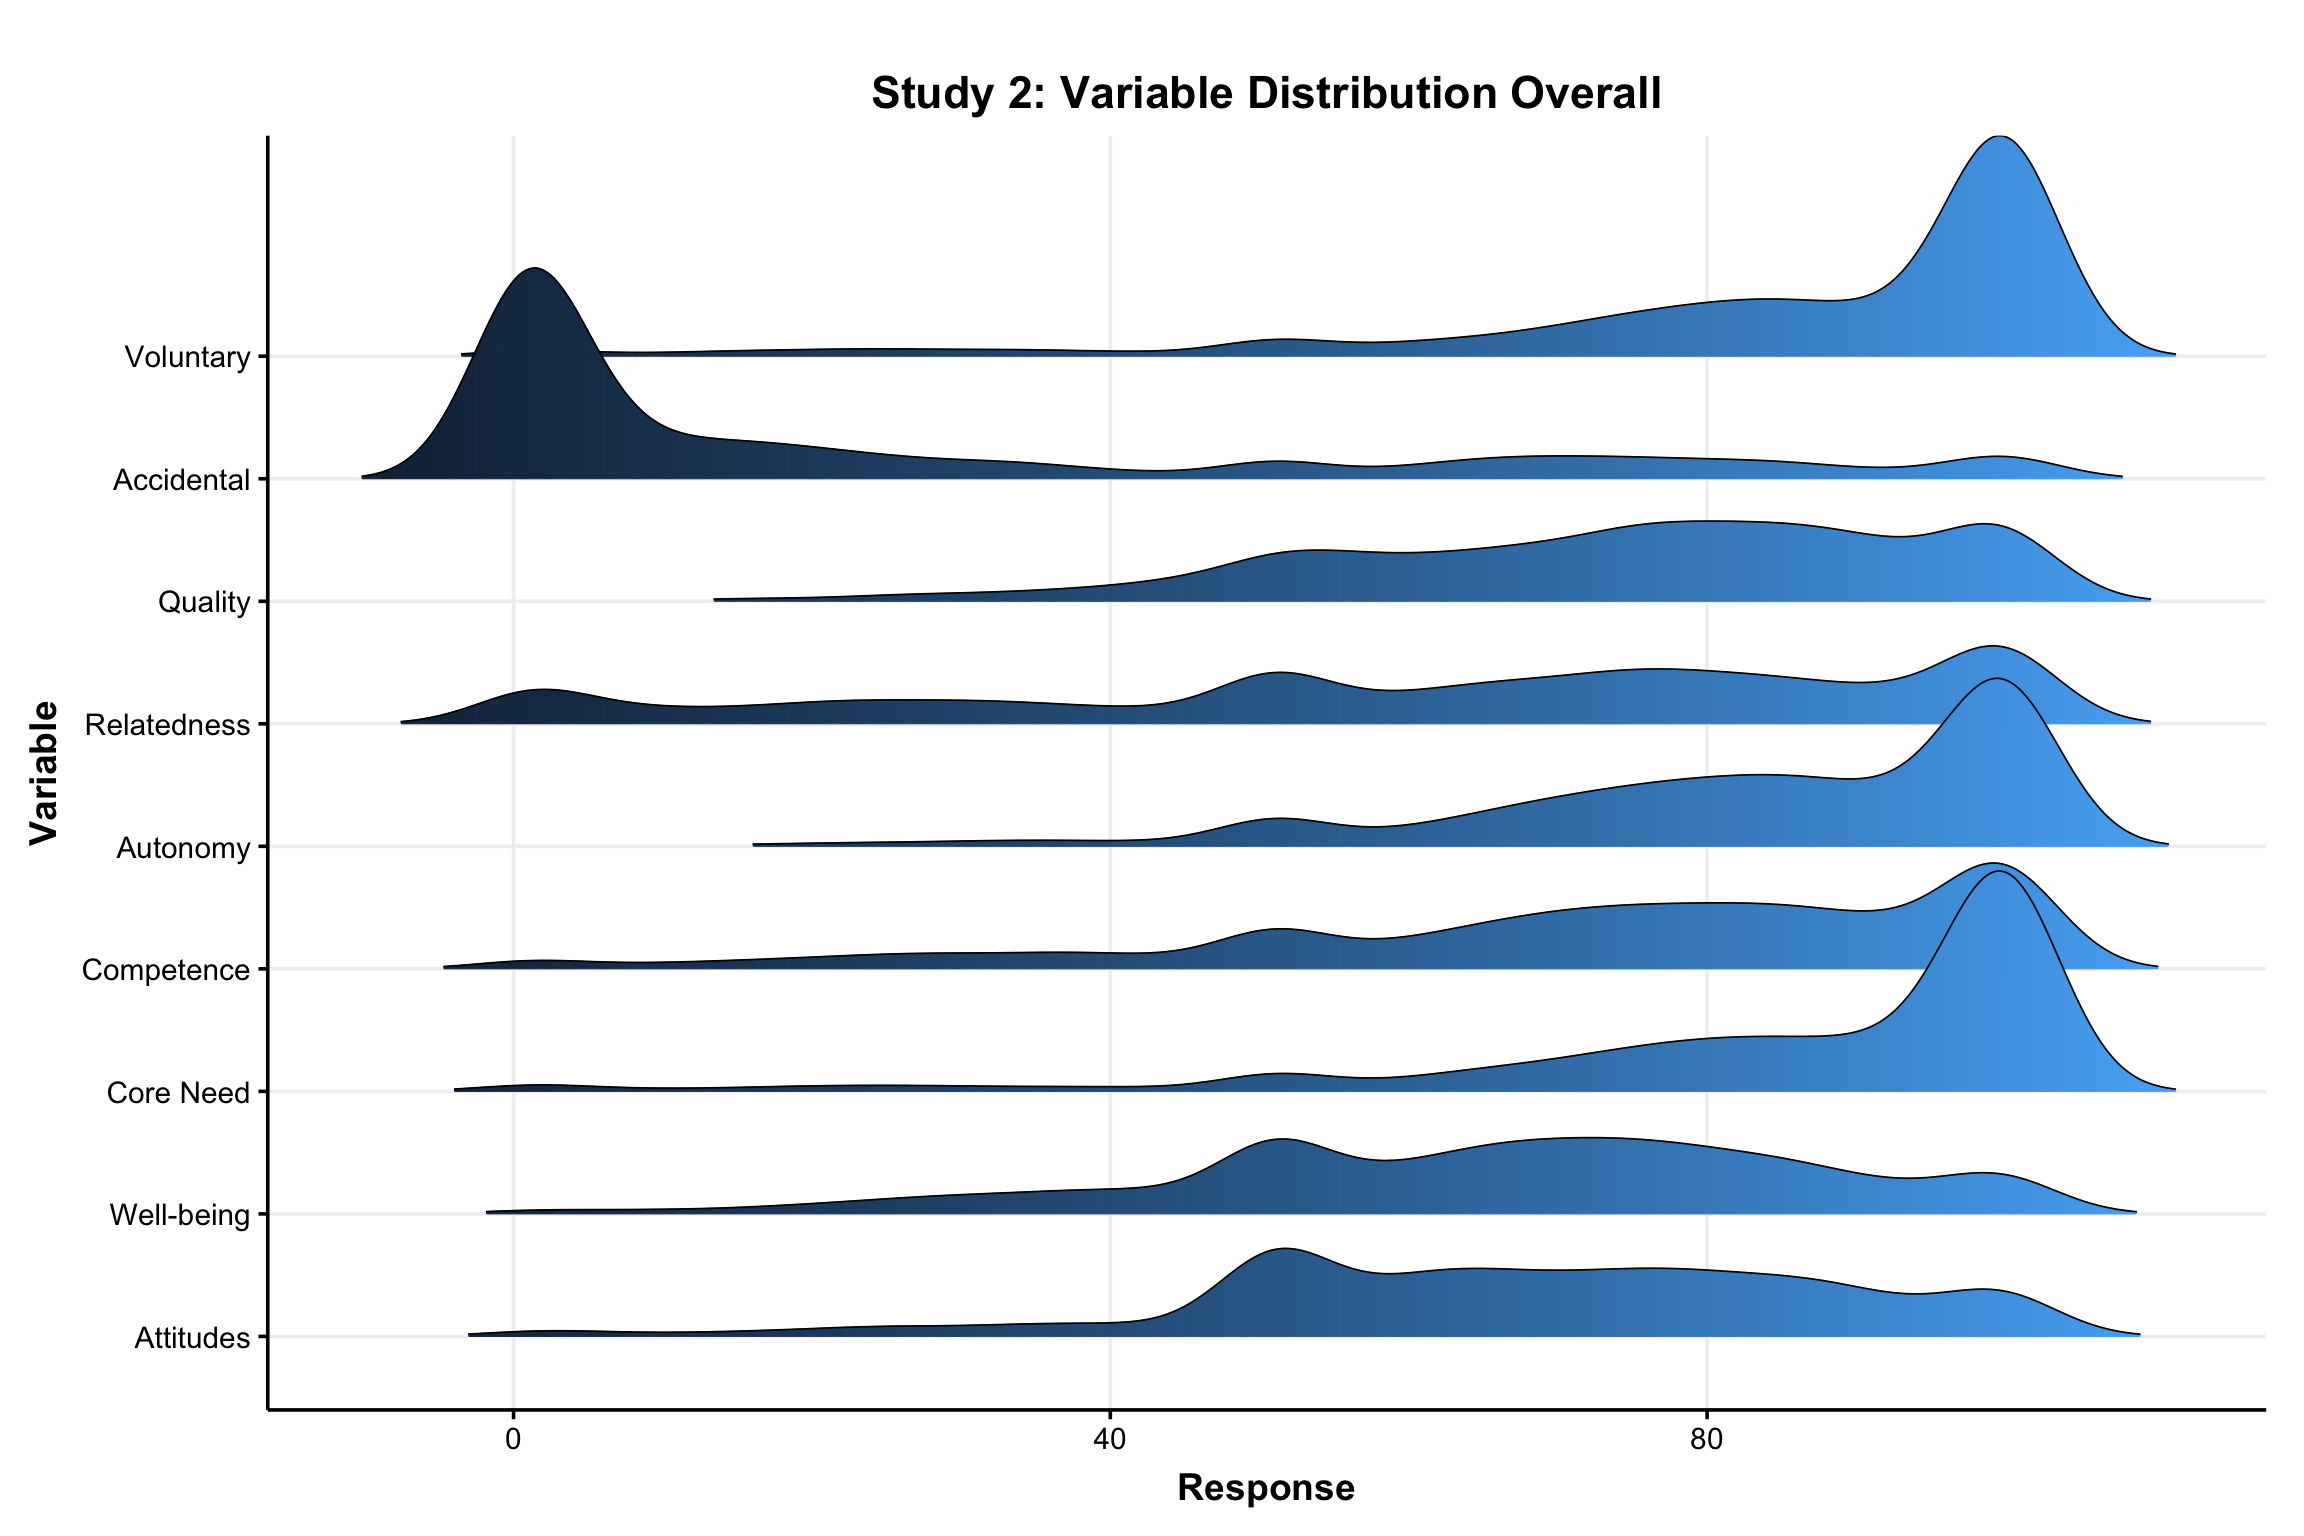 Study 2: Variable Distribution Overall
Voluntary
Accidental
Quality
Relatedness
Autonomy
Competence
Core Need
Well-being
Attitudes
Variable
0 40 80
Response